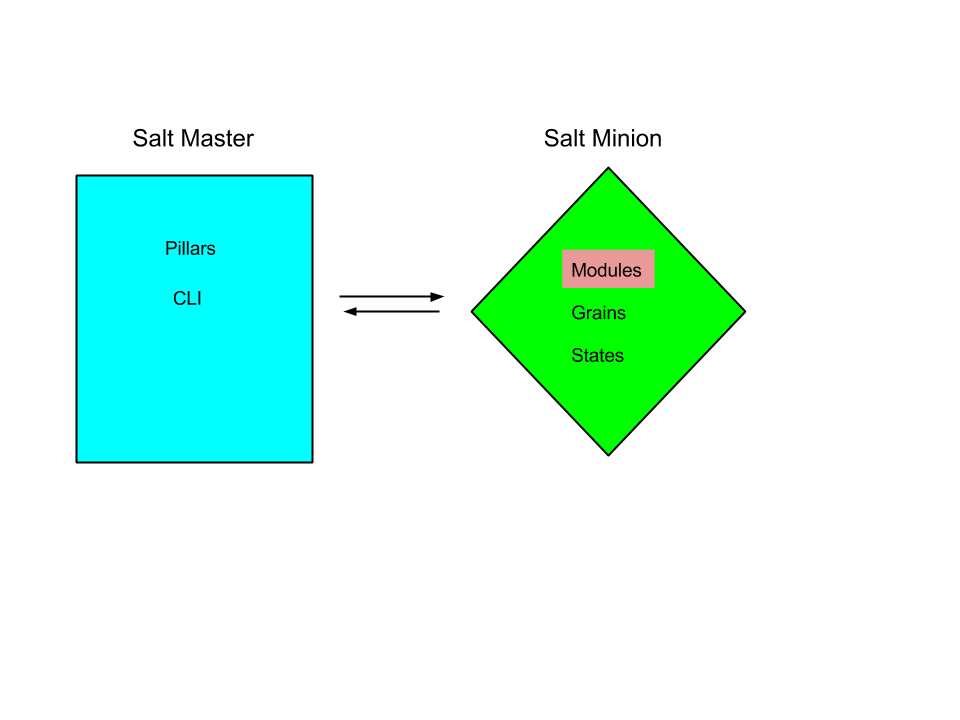 Salt Master
Pillars
CLI
Salt Minion
Modules
Grains
States